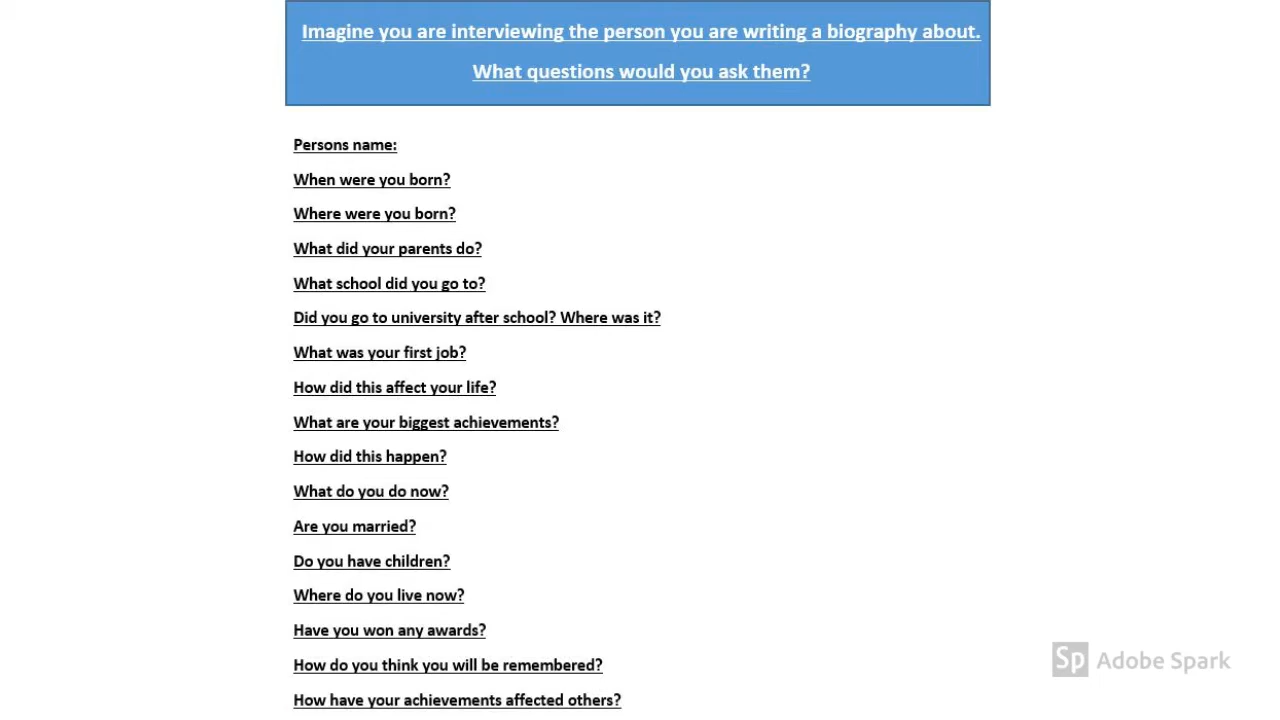 Imagine you are interviewing the person you are writing a biography about.
What questions would you ask them?
Persons name:
When were you born?
Where were you born?
What did your parents do?
What school did you go to?
Did you go to university after school? Where was it?
What was your first job?
How did this affect your life?
What are your biggest achievements?
How did this happen?
What do you do now?
Are you married?
Do you have children?
Where do you live now?
Have you won any awards?
How do you think you will be remembered?
How have your achievements affected others?
Sp Adobe Spark